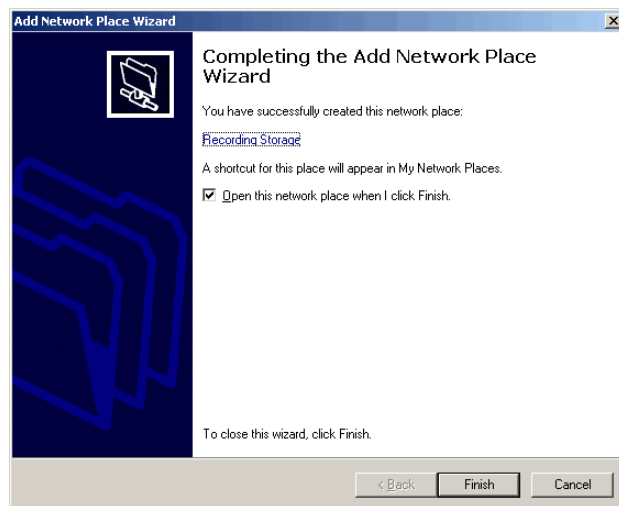 Add Network Place Wizard
Completing the Add Network Place
Wizard
You have successfully created this network place:
Recording Storage
A shortcut for this place will appear in My Network Places.
Open this network place when I click Finish.
To close this wizard, click Finish.
< Back
Finish
Cancel